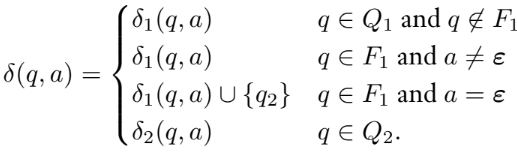 δ₁(q, a) q ∈ Q₁ and q ∉ F₁
δ(q, a) = { δ₁(q, a) q ∈ F₁ and a ≠ ε
δ₁(q, a) ∪ {q₂} q ∈ F₁ and a = ε
δ₂(q, a) q ∈ Q₂.